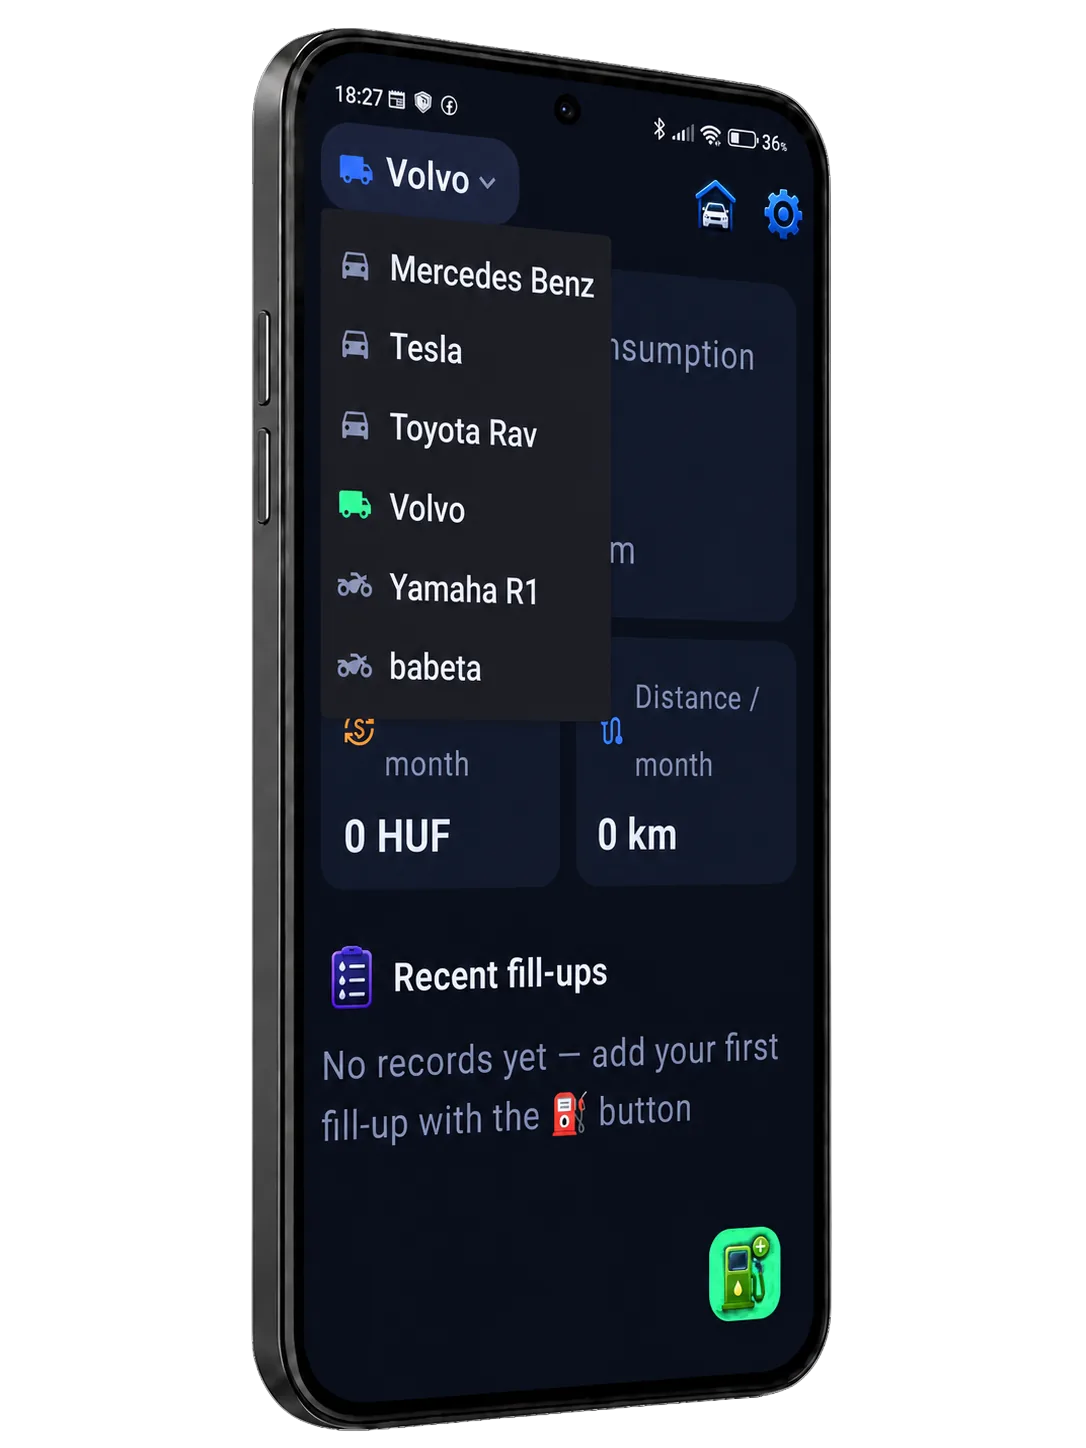 18:27
36%
Volvo
Mercedes Benz
Tesla
Toyota Rav
Volvo
Yamaha R1
babeta
nsumption
m
month
0 HUF
Distance /
month
0 km
Recent fill-ups
No records yet — add your first
fill-up with the ⛽ button